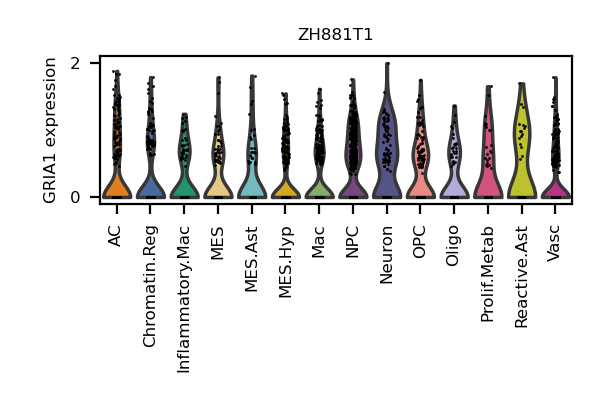 ZH881T1
GRIA1 expression
2
0
AC
Chromatin.Reg
Inflammatory.Mac
MES
MES.Ast
MES.Hyp
Mac
NPC
Neuron
OPC
Oligo
Prolif.Metab
Reactive.Ast
Vasc